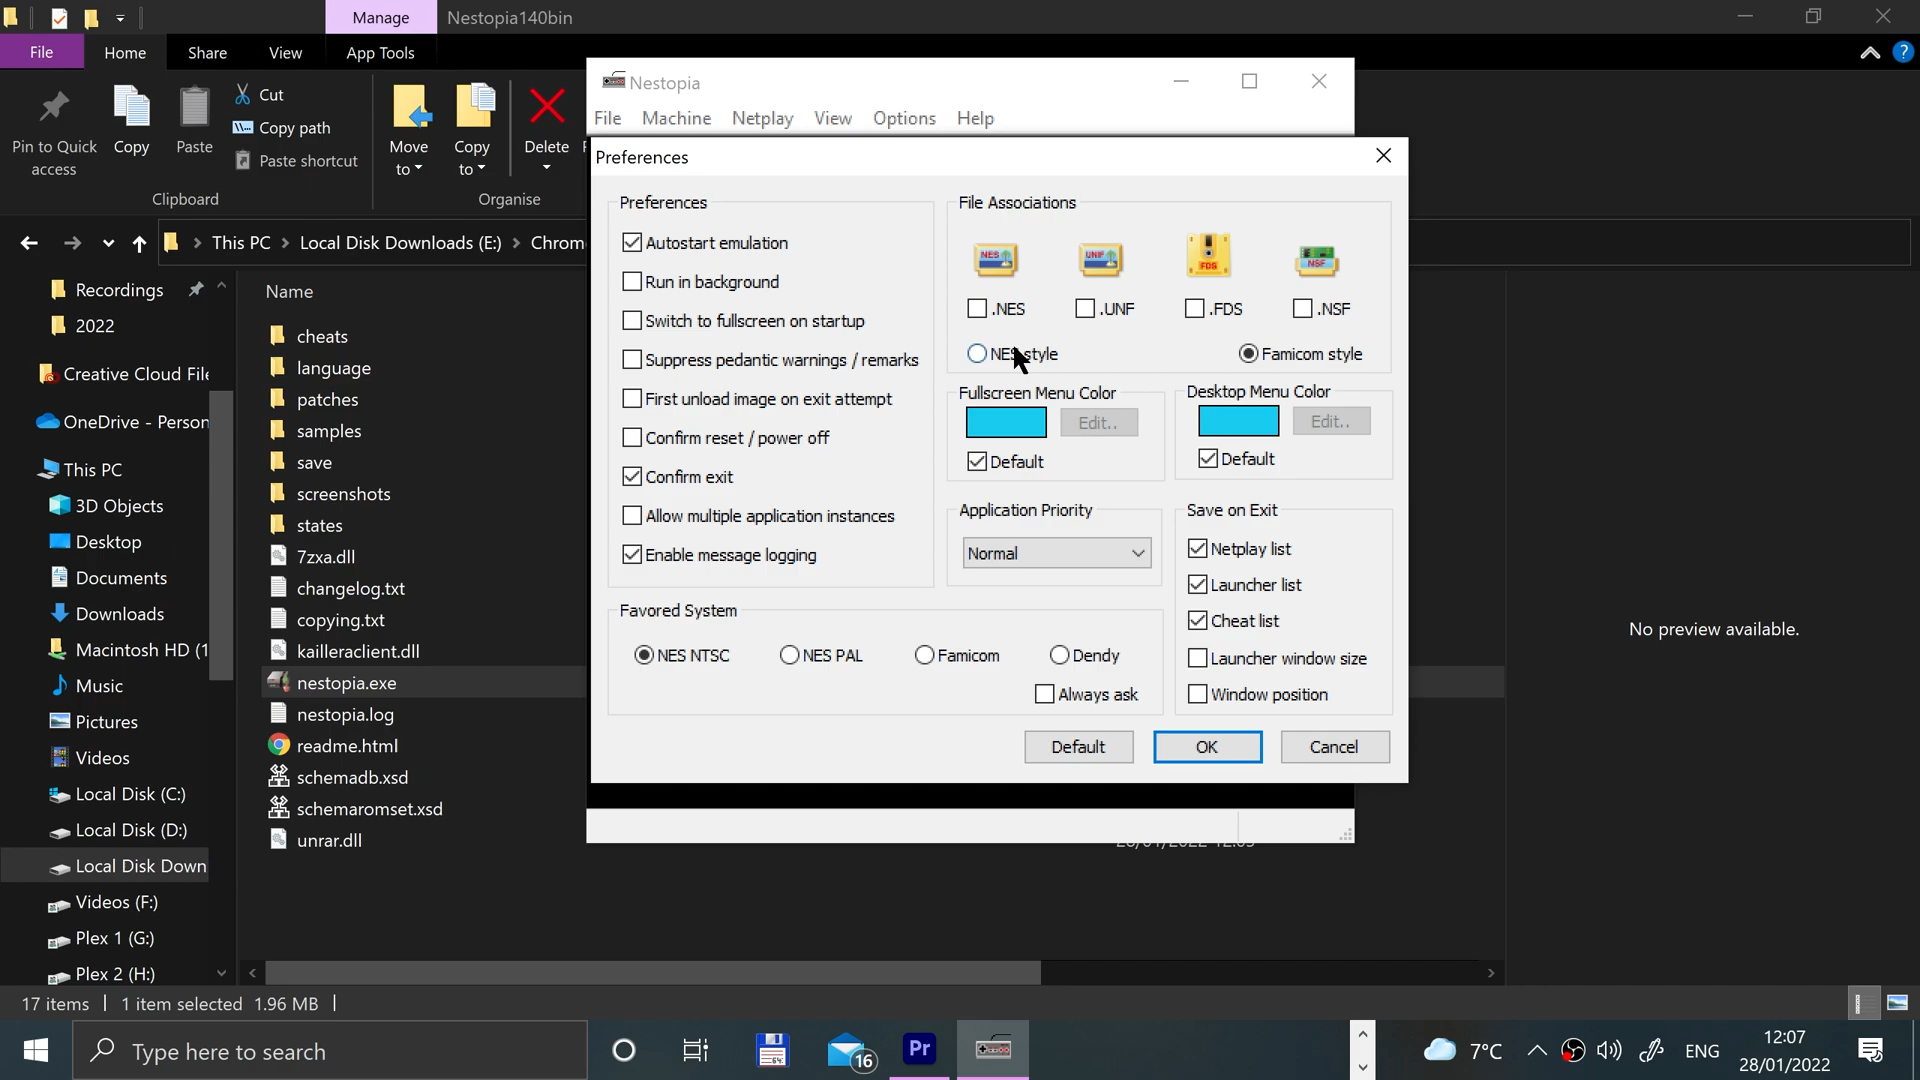 Manage
Nestopia140bin
File
Home
Share
View
App Tools
Pin to Quick
access
Copy
Paste
Cut
Copy path
Paste shortcut
Clipboard
Move
to
Copy
to
Delete
Organise
This PC
Local Disk Downloads (E:)
Chrom
Recordings
2022
Creative Cloud File
OneDrive - Person
This PC
3D Objects
Desktop
Documents
Downloads
Macintosh HD (1
Music
Pictures
Videos
Local Disk (C:)
Local Disk (D:)
Local Disk Down
Videos (F:)
Plex 1 (G:)
Plex 2 (H:)
Name
cheats
language
patches
samples
save
screenshots
states
7zxa.dll
changelog.txt
copying.txt
kailleraclient.dll
nestopia.exe
nestopia.log
readme.html
schemadb.xsd
schemaromset.xsd
unrar.dll
Nestopia
File Machine Netplay View Options Help
Preferences
Preferences
Autostart emulation
Run in background
Switch to fullscreen on startup
Suppress pedantic warnings / remarks
First unload image on exit attempt
Confirm reset / power off
Confirm exit
Allow multiple application instances
Enable message logging
File Associations
NES
UNIF
FDS
NSF
.NES
.UNF
.FDS
.NSF
NES style
Famicom style
Fullscreen Menu Color
Edit..
Default
Desktop Menu Color
Edit..
Default
Application Priority
Normal
Save on Exit
Netplay list
Launcher list
Cheat list
Launcher window size
Window position
Favored System
NES NTSC
NES PAL
Famicom
Dendy
Always ask
Default
OK
Cancel
No preview available.
17 items
1 item selected 1.96 MB
Type here to search
64
16
Pr
7°C
ENG
12:07
28/01/2022